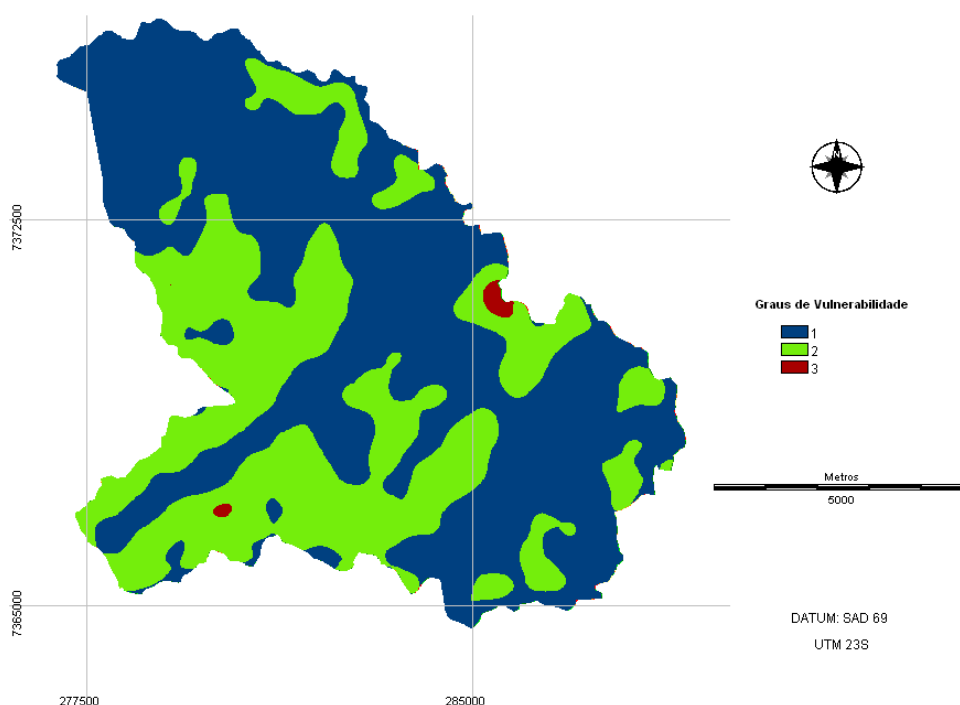 N
7372500
Graus de Vulnerabilidade
1
2
3
Metros
5000
7365000
DATUM: SAD 69
UTM 23S
277500
285000